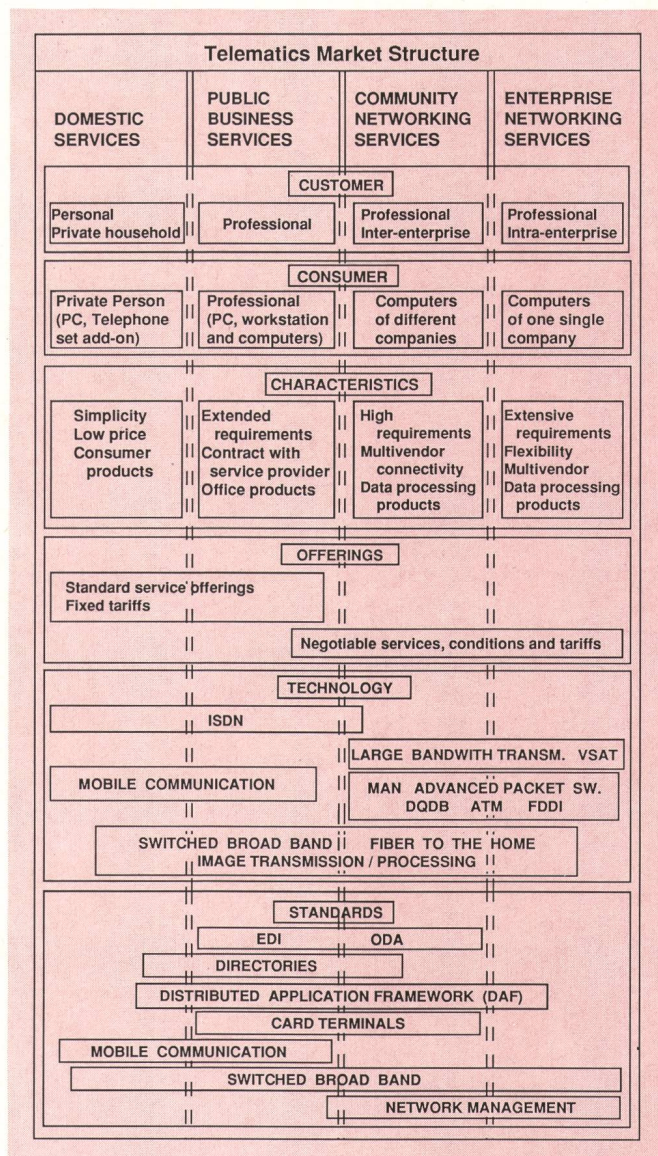 Telematics Market Structure
DOMESTIC
SERVICES
PUBLIC
BUSINESS
SERVICES
COMMUNITY
NETWORKING
SERVICES
ENTERPRISE
NETWORKING
SERVICES
CUSTOMER
Personal
Private household
Professional
Professional
Inter-enterprise
Professional
Intra-enterprise
CONSUMER
Private Person
(PC, Telephone
set add-on)
Professional
(PC, workstation
and computers)
Computers
of different
companies
Computers
of one single
company
CHARACTERISTICS
Simplicity
Low price
Consumer
products
Extended
requirements
Contract with
service provider
Office products
High
requirements
Multivendor
connectivity
Data processing
products
Extensive
requirements
Flexibility
Multivendor
Data processing
products
OFFERINGS
Standard service offerings
Fixed tariffs
Negotiable services, conditions and tariffs
TECHNOLOGY
ISDN
LARGE BANDWITH TRANSM. VSAT
MOBILE COMMUNICATION
MAN ADVANCED PACKET SW.
DQDB ATM FDDI
SWITCHED BROAD BAND FIBER TO THE HOME
IMAGE TRANSMISSION / PROCESSING
STANDARDS
EDI ODA
DIRECTORIES
DISTRIBUTED APPLICATION FRAMEWORK (DAF)
CARD TERMINALS
MOBILE COMMUNICATION
SWITCHED BROAD BAND
NETWORK MANAGEMENT